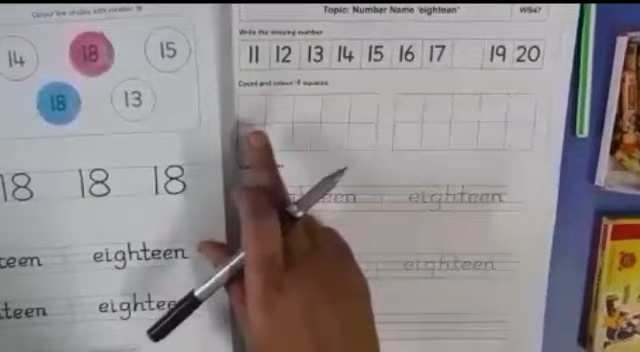 Colour the circles with number 18
14 18 15
18 13
18 18 18
teen eighteen
teen eightee
Topic: Number Name 'eighteen'
WS47
Write the missing number
11 12 13 14 15 16 17 19 20
Count and colour 18 squares
een eighteen
eighteen